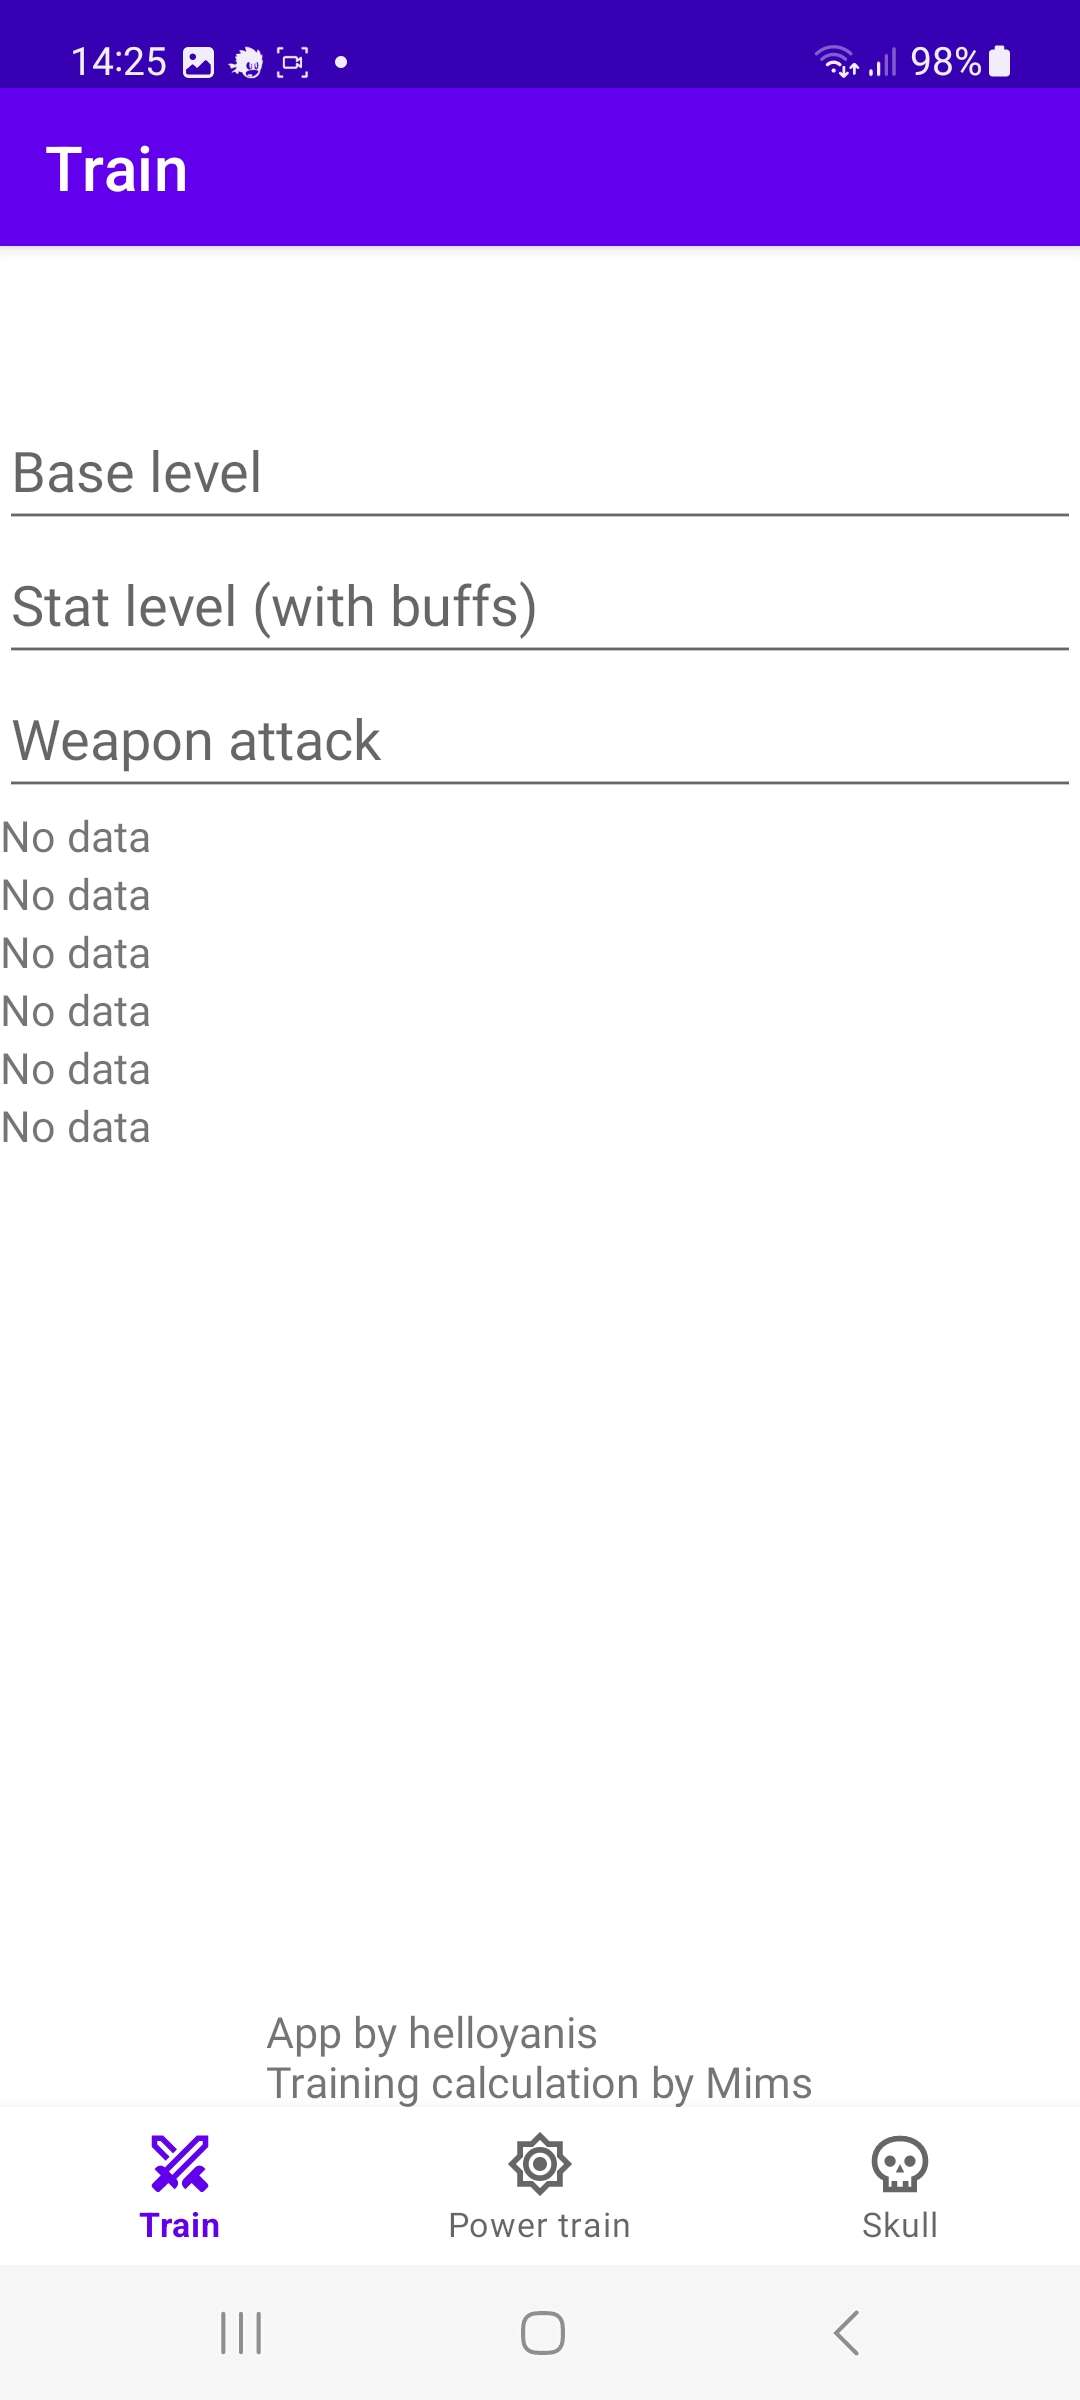 14:25 98%
Train
Base level
Stat level (with buffs)
Weapon attack
No data
No data
No data
No data
No data
No data
App by helloyanis
Training calculation by Mims
Train Power train Skull